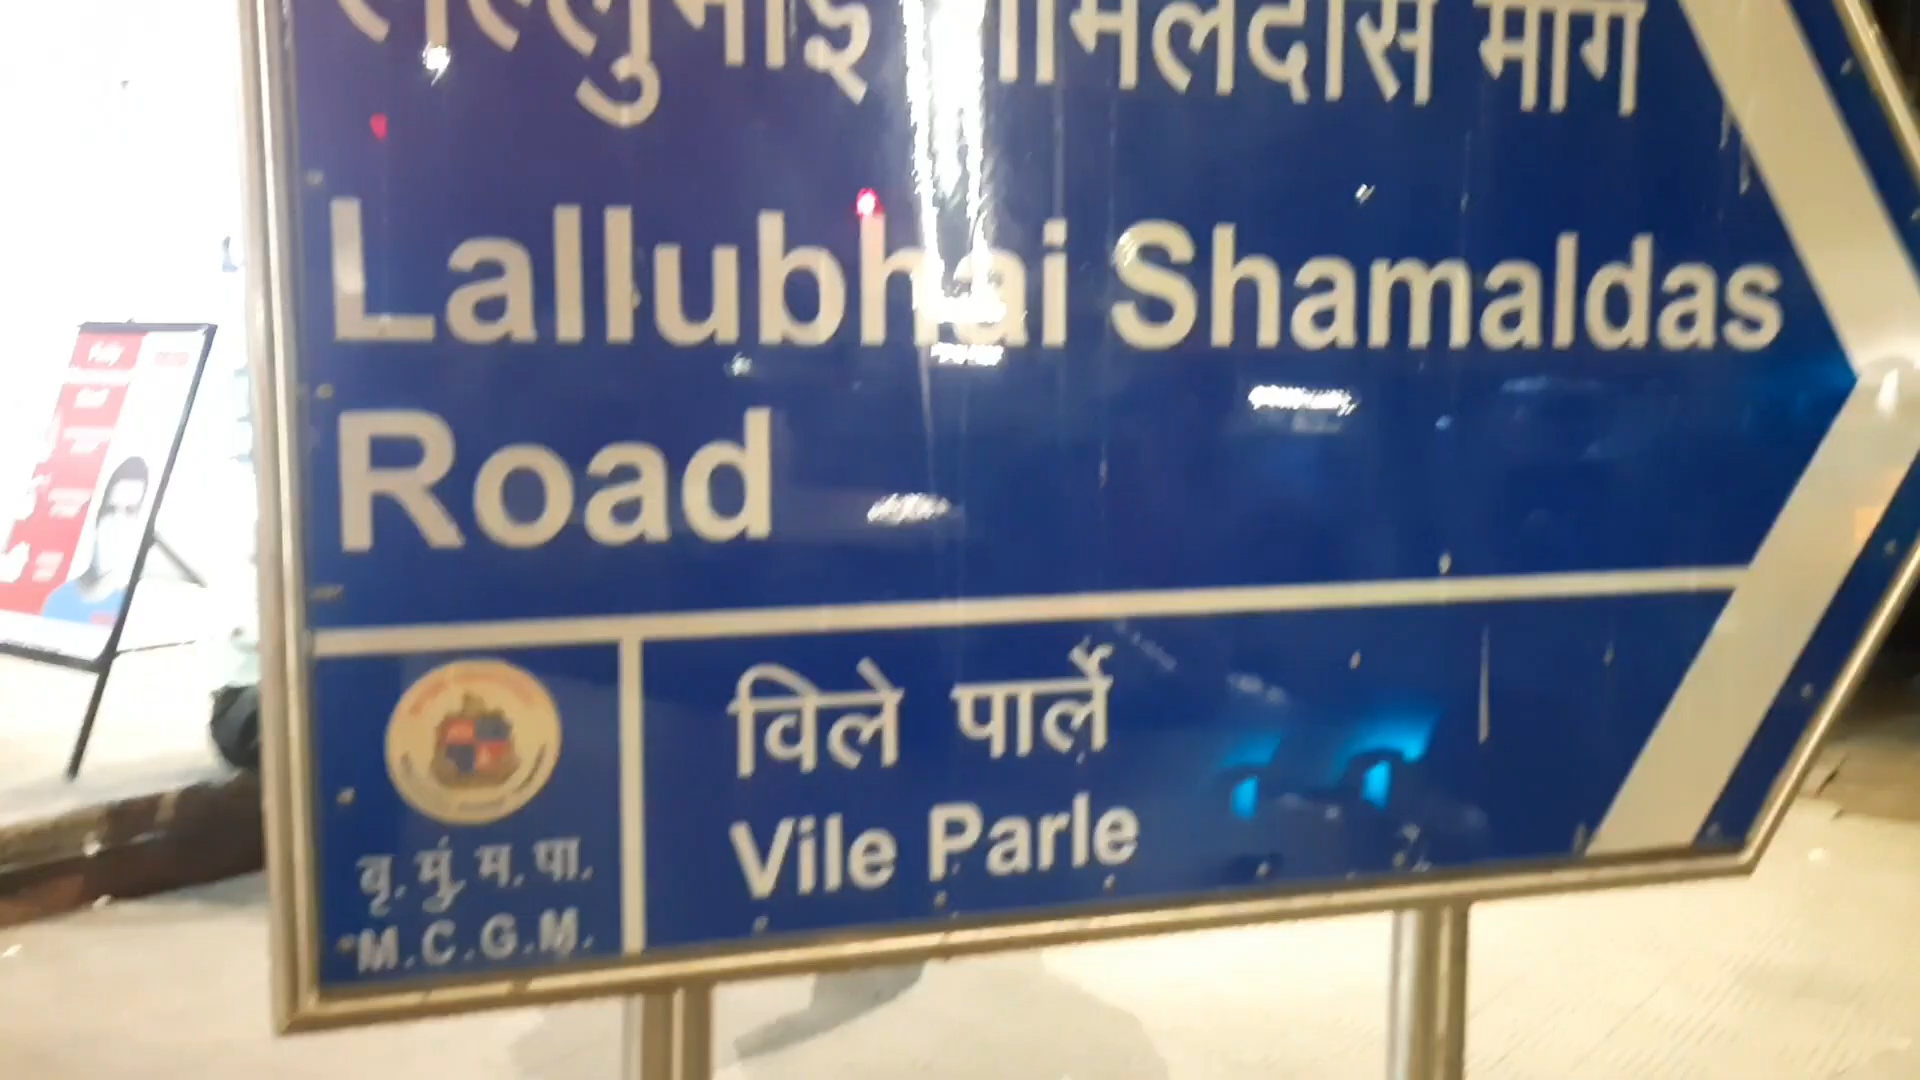 लल्लुभाई शामलदास मार्ग
Lallubhai Shamaldas
Road
विले पार्ले
Vile Parle
बृ.मुं.म.पा.
M.C.G.M.